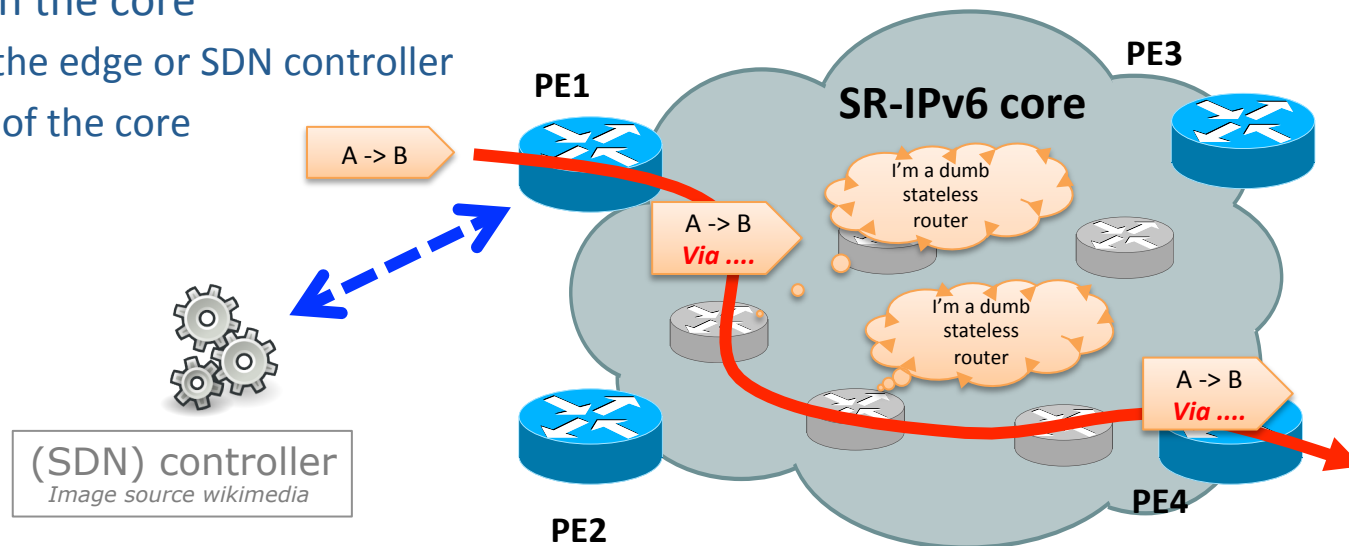 the core
the edge or SDN controller
of the core
PE1
PE3
SR-IPv6 core
A -> B
I'm a dumb
stateless
router
A -> B
Via ....
I'm a dumb
stateless
router
A -> B
Via ....
(SDN) controller
Image source wikimedia
PE2
PE4